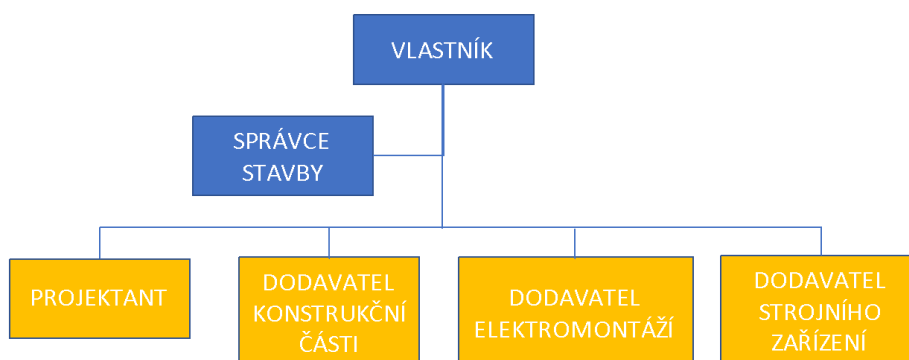 VLASTNÍK
SPRÁVCE
STAVBY
PROJEKTANT
DODAVATEL
KONSTRUKČNÍ
ČÁSTI
DODAVATEL
ELEKTROMONTÁŽÍ
DODAVATEL
STROJNÍHO
ZAŘÍZENÍ